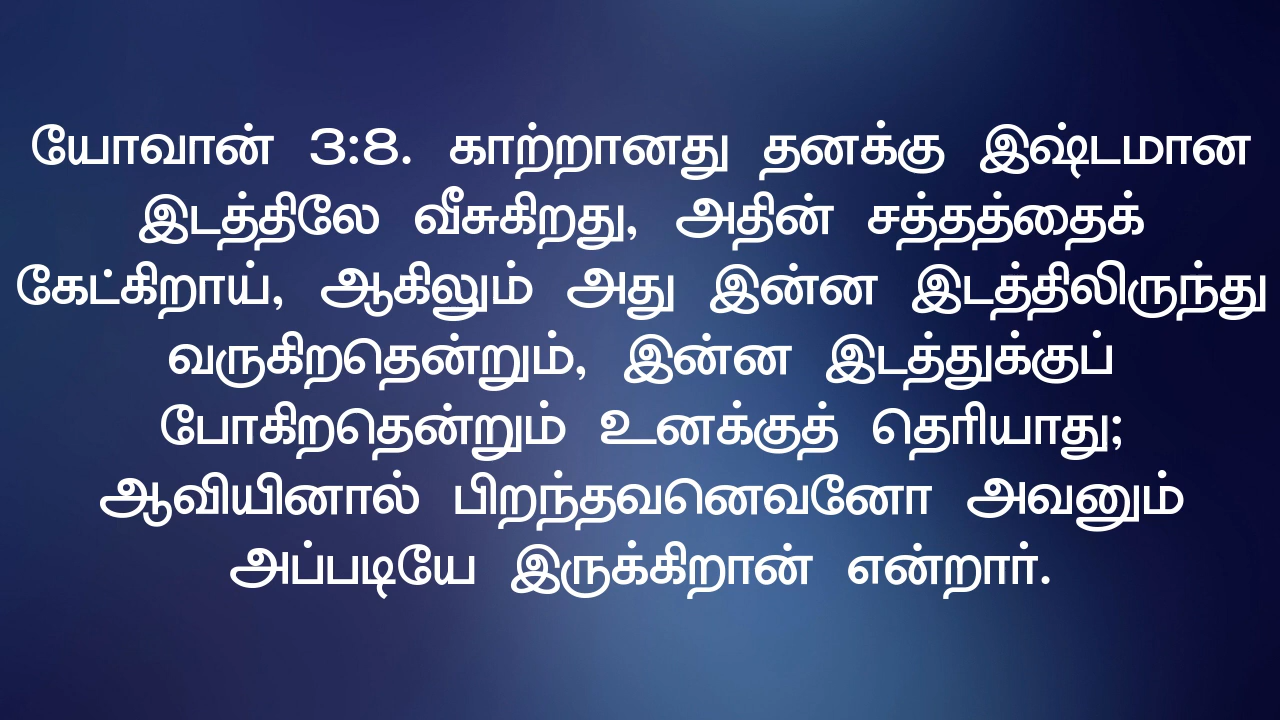 யோவான் 3:8. காற்றானது தனக்கு இஷ்டமான
இடத்திலே வீசுகிறது, அதின் சத்தத்தைக்
கேட்கிறாய், ஆகிலும் அது இன்ன இடத்திலிருந்து
வருகிறதென்றும், இன்ன இடத்துக்குப்
போகிறதென்றும் உனக்குத் தெரியாது;
ஆவியினால் பிறந்தவனெவனோ அவனும்
அப்படியே இருக்கிறான் என்றார்.